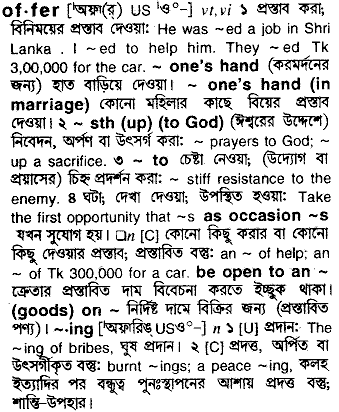 of-fer [ˈঅফ়া(র্) US ˈও°–] vt,vi ১ প্রস্তাব করা;
বিনিময়ের প্রস্তাব দেওয়া: He was ~ed a job in Shri
Lanka . I ~ed to help him. They ~ed Tk
3,00,000 for the car. ~ one's hand (করমর্দনের
জন্য) হাত বাড়িয়ে দেওয়া। ~ one's hand (in
marriage) কোনো মহিলার কাছে বিয়ের প্রস্তাব
দেওয়া। ২ ~ sth (up) (to God) (ঈশ্বরের উদ্দেশে)
নিবেদন, অর্পণ বা উৎসর্গ করা: ~ prayers to God; ~
up a sacrifice. ৩ ~ to চেষ্টা নেওয়া; (উদ্যোগ বা
প্রয়াসের) চিহ্ন প্রদর্শন করা: ~ stiff resistance to the
enemy. ৪ ঘটা; দেখা দেওয়া; উপস্থিত হওয়া: Take
the first opportunity that ~s as occasion ~s
যখন সুযোগ হয়। □n [C] কোনো কিছু করার বা কোনো
কিছু দেওয়ার প্রস্তাব; প্রস্তাবিত বস্তু: an ~ of help; an
~ of Tk 300,000 for a car. be open to an ~
ক্রেতার প্রস্তাবিত দাম বিবেচনা করতে ইচ্ছুক থাকা।
(goods) on ~ নির্দিষ্ট দামে বিক্রির জন্য (প্রস্তাবিত
পণ্য)। ~-ing [ˈঅফ়ারিঙ্ USও°–] n ১ [U] প্রদান: The
~ing of bribes, ঘুষ প্রদান। ২ [C] প্রদত্ত, অর্পিত বা
উৎসর্গীকৃত বস্তু: burnt ~ings; a peace ~ing, কলহ
ইত্যাদির পর বন্ধুত্ব পুনঃস্থাপনের আশায় প্রদত্ত বস্তু;
শান্তি-উপহার।